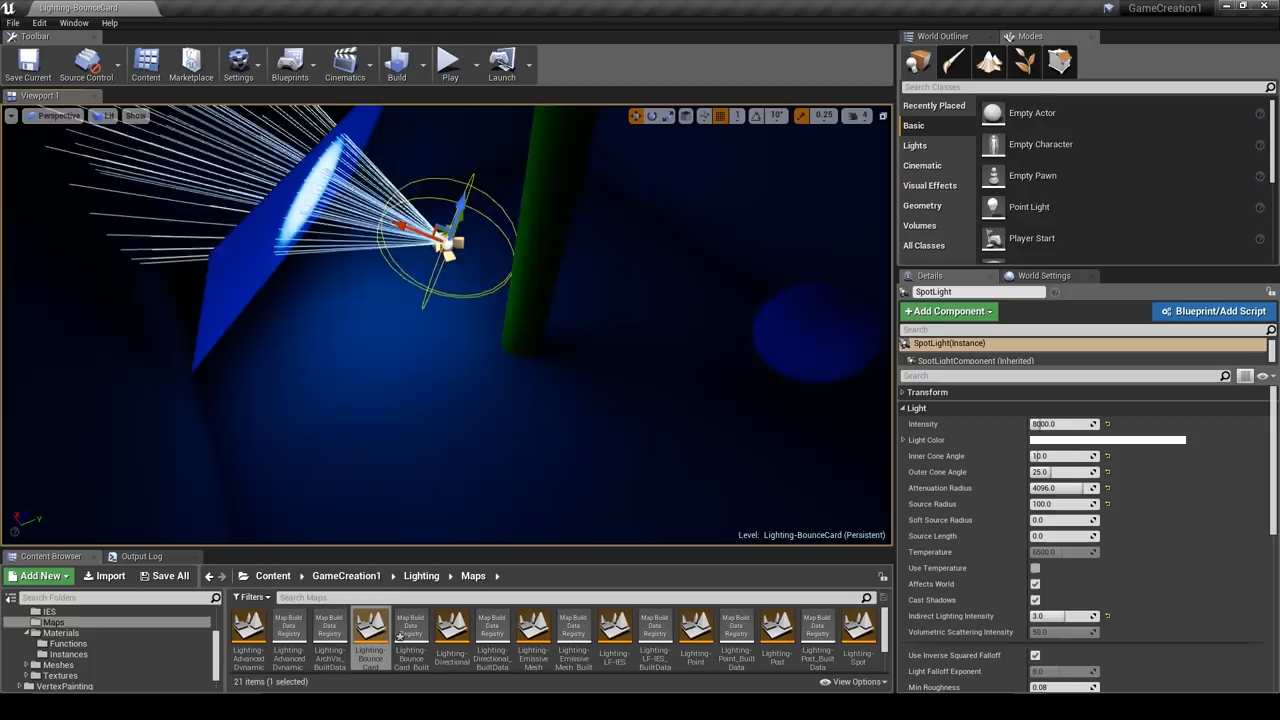 Lighting-BounceCard
GameCreation1
File Edit Window Help
Toolbar
World Outliner Modes
Save Current Source Control Content Marketplace Settings Blueprints Cinematics Build Play Launch
Search Classes
Viewport 1
Perspective Lit Show
1 10° 0.25 4
Recently Placed
Basic
Lights
Cinematic
Visual Effects
Geometry
Volumes
All Classes
Empty Actor
Empty Character
Empty Pawn
Point Light
Player Start
Details World Settings
SpotLight
+Add Component
Blueprint/Add Script
Search
SpotLight(Instance)
SpotLightComponent (Inherited)
Search
Transform
Light
Intensity 8000.0
Light Color
Inner Cone Angle 10.0
Outer Cone Angle 25.0
Attenuation Radius 4096.0
Source Radius 100.0
Soft Source Radius 0.0
Source Length 0.0
Temperature 6500.0
Use Temperature
Affects World
Cast Shadows
Indirect Lighting Intensity 3.0
Volumetric Scattering Intensity 50.0
Use Inverse Squared Falloff
Light Falloff Exponent 8.0
Min Roughness 0.08
X Y
Level: Lighting-BounceCard (Persistent)
Content Browser Output Log
Add New Import Save All Content GameCreation1 Lighting Maps
Search Folders
Filters Search Maps
IES
Maps
Materials
Functions
Instances
Meshes
Textures
VertexPainting
Map Build Data Registry
Lighting-Advanced Dynamic
Lighting-Advanced Dynamic
Lighting-ArchVis_BuiltData
Lighting-Bounce Card
Lighting-Bounce Card_Built
Lighting-Directional
Lighting-Directional_BuiltData
Lighting-Emissive Mesh
Lighting-Emissive Mesh_Built
Lighting-LF-IES
Lighting-LF-IES_BuiltData
Lighting-Point
Lighting-Point_BuiltData
Lighting-Post
Lighting-Post_BuiltData
Lighting-Spot
21 items (1 selected)
View Options